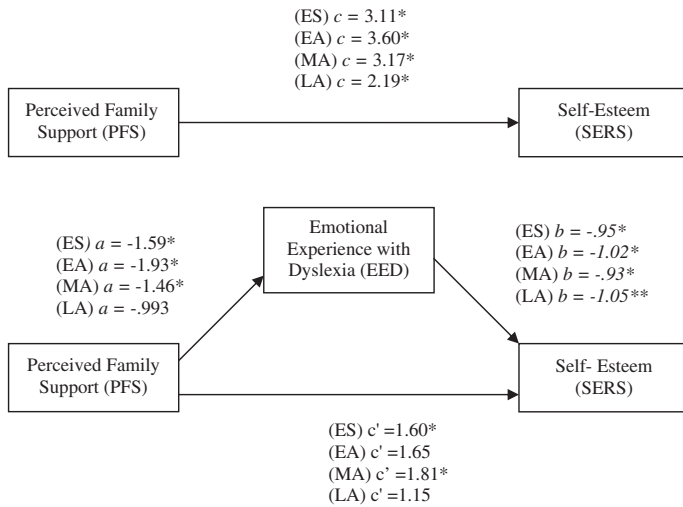 (ES) c = 3.11*
(EA) c = 3.60*
(MA) c = 3.17*
(LA) c = 2.19*
Perceived Family
Support (PFS)
Self-Esteem
(SERS)
Emotional
Experience with
Dyslexia (EED)
(ES) a = -1.59*
(EA) a = -1.93*
(MA) a = -1.46*
(LA) a = -.993
(ES) b = -.95*
(EA) b = -1.02*
(MA) b = -.93*
(LA) b = -1.05**
Perceived Family
Support (PFS)
Self- Esteem
(SERS)
(ES) c' =1.60*
(EA) c' =1.65
(MA) c’ =1.81*
(LA) c' =1.15